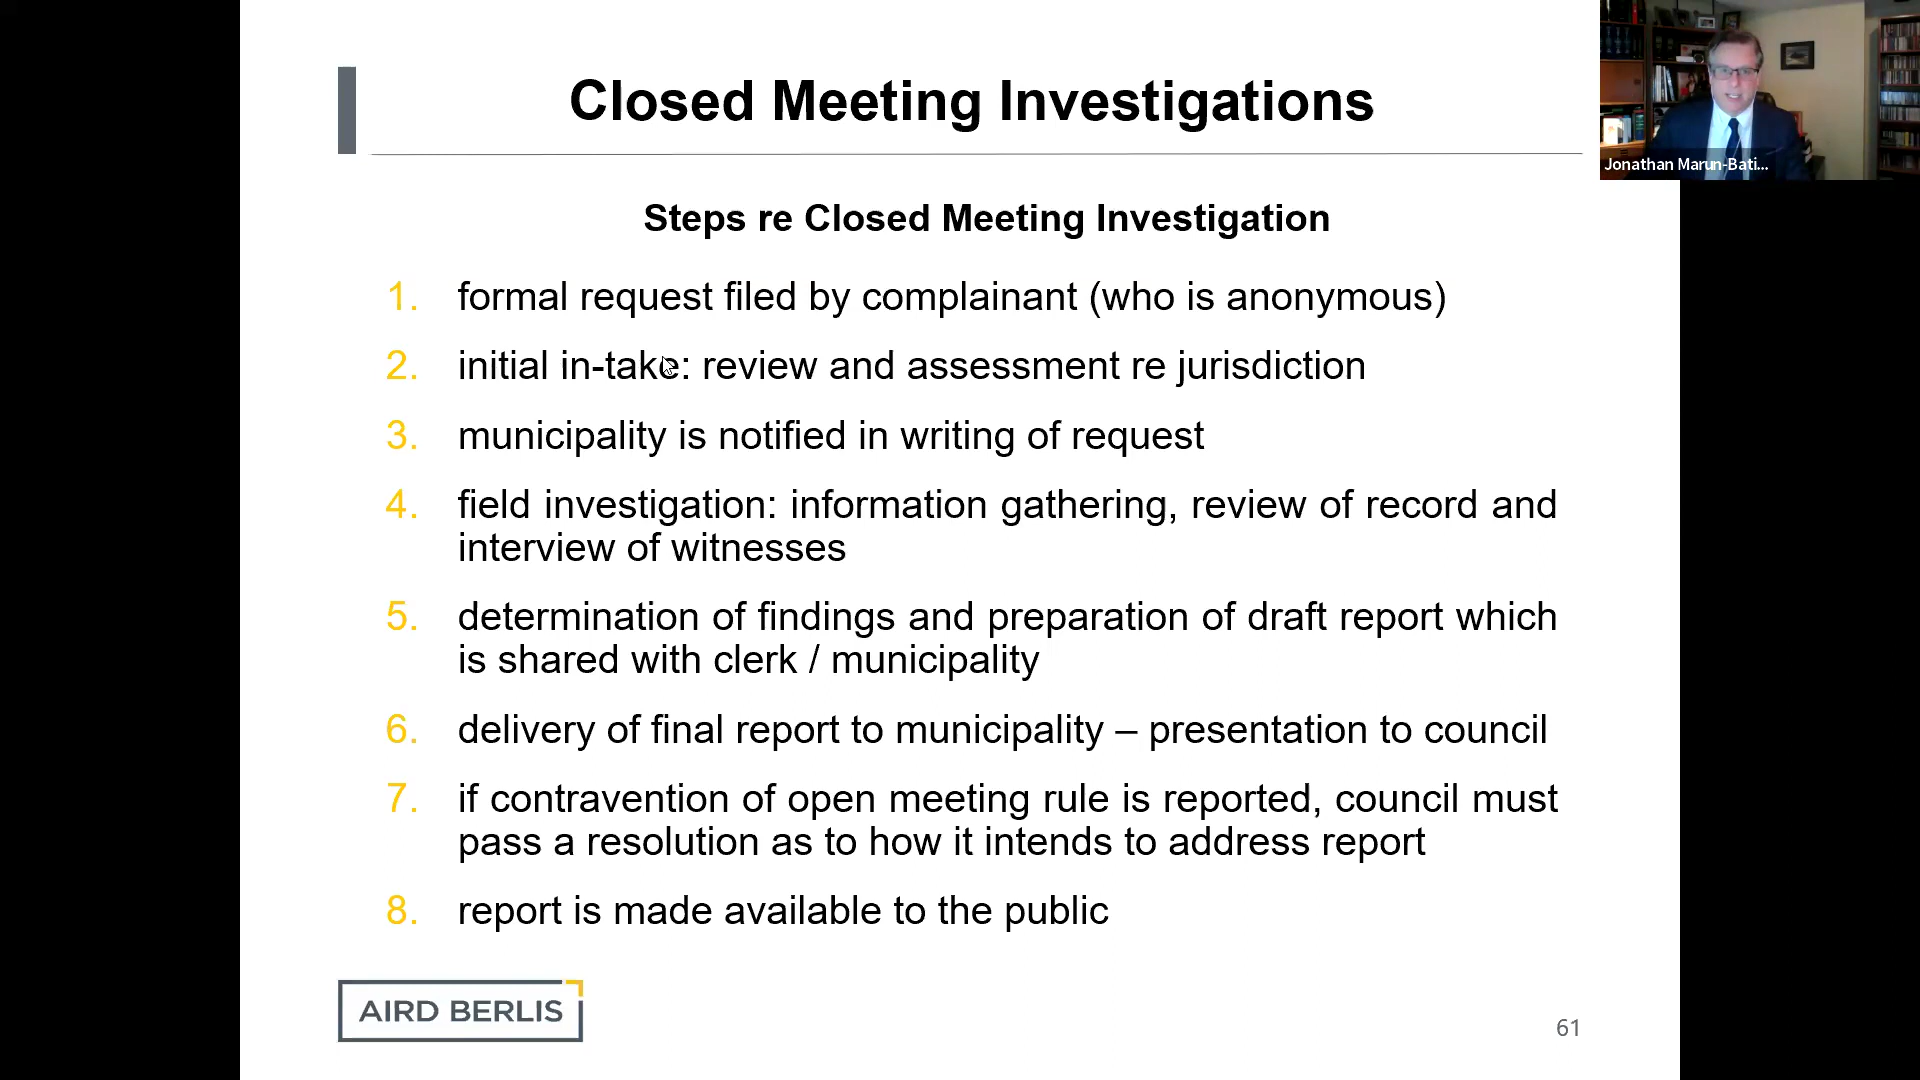 Closed Meeting Investigations
Jonathan Marun-Bati...
Steps re Closed Meeting Investigation
1. formal request filed by complainant (who is anonymous)
2. initial in-take: review and assessment re jurisdiction
3. municipality is notified in writing of request
4. field investigation: information gathering, review of record and
interview of witnesses
5. determination of findings and preparation of draft report which
is shared with clerk / municipality
6. delivery of final report to municipality – presentation to council
7. if contravention of open meeting rule is reported, council must
pass a resolution as to how it intends to address report
8. report is made available to the public
AIRD BERLIS
61